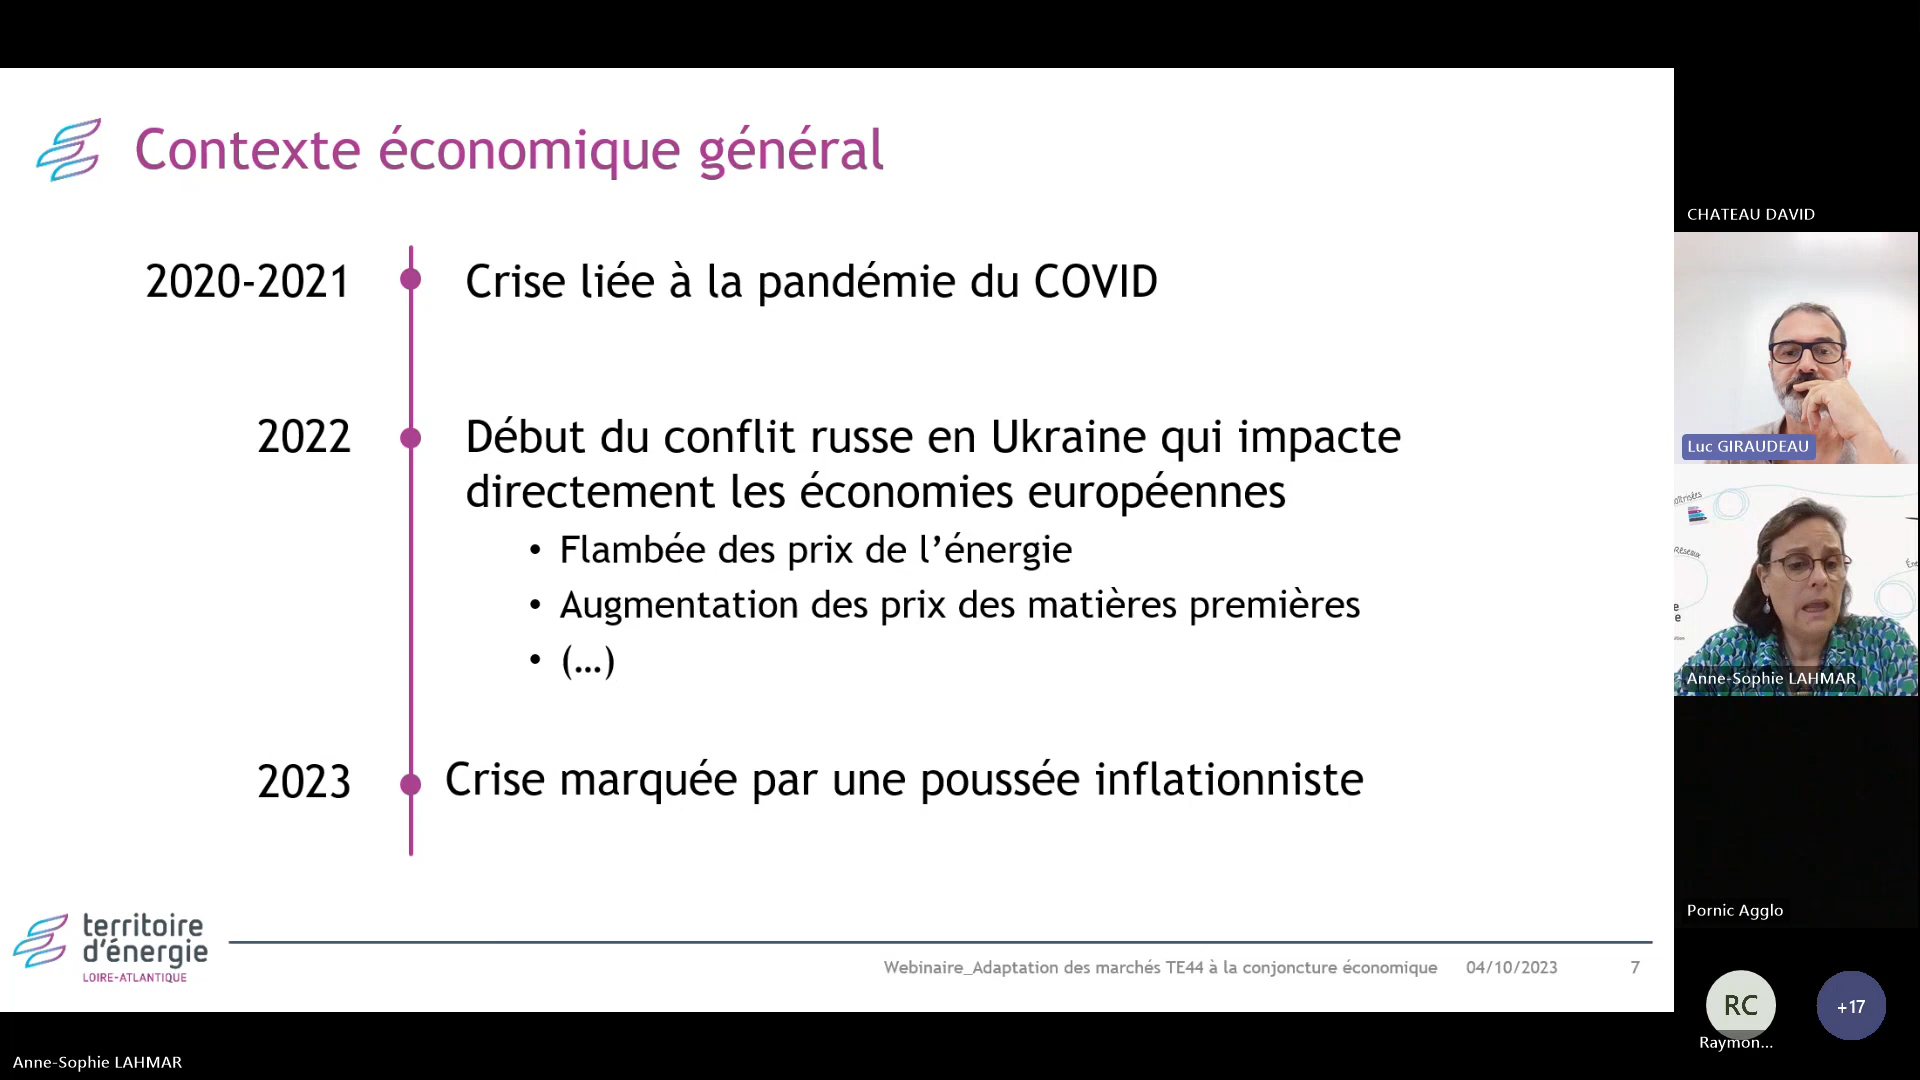 Contexte économique général
2020-2021
Crise liée à la pandémie du COVID
2022
Début du conflit russe en Ukraine qui impacte
directement les économies européennes
• Flambée des prix de l’énergie
• Augmentation des prix des matières premières
• (…)
2023
Crise marquée par une poussée inflationniste
territoire
d’énergie
LOIRE-ATLANTIQUE
Webinaire_Adaptation des marchés TE44 à la conjoncture économique
04/10/2023
7
CHATEAU DAVID
Luc GIRAUDEAU
Réseaux
Anne-Sophie LAHMAR
Pornic Agglo
RC
Raymon...
+17
Anne-Sophie LAHMAR